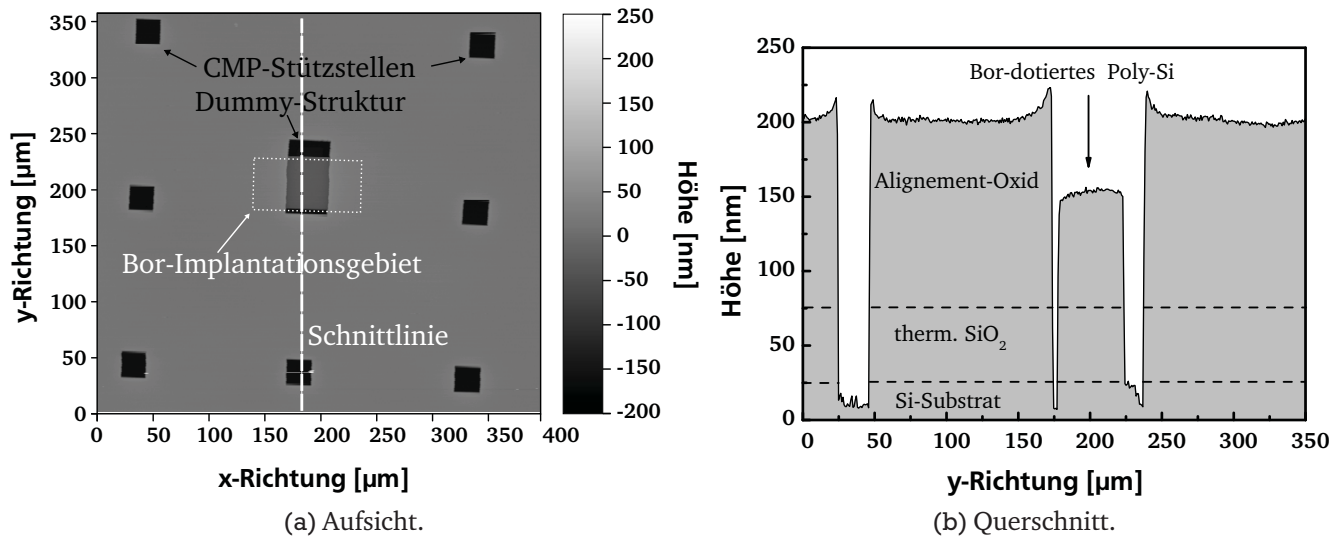 CMP-Stützstellen
Dummy-Struktur
Bor-Implantationsgebiet
Schnittlinie
350
300
250
200
150
100
50
0
y-Richtung [µm]
0 50 100 150 200 250 300 350 400
x-Richtung [µm]
250
200
150
100
50
0
-50
-100
-150
-200
Höhe [nm]
(a) Aufsicht.
250
200
150
100
50
0
Höhe [nm]
Bor-dotiertes Poly-Si
Alignement-Oxid
therm. SiO₂
Si-Substrat
0 50 100 150 200 250 300 350
y-Richtung [µm]
(b) Querschnitt.